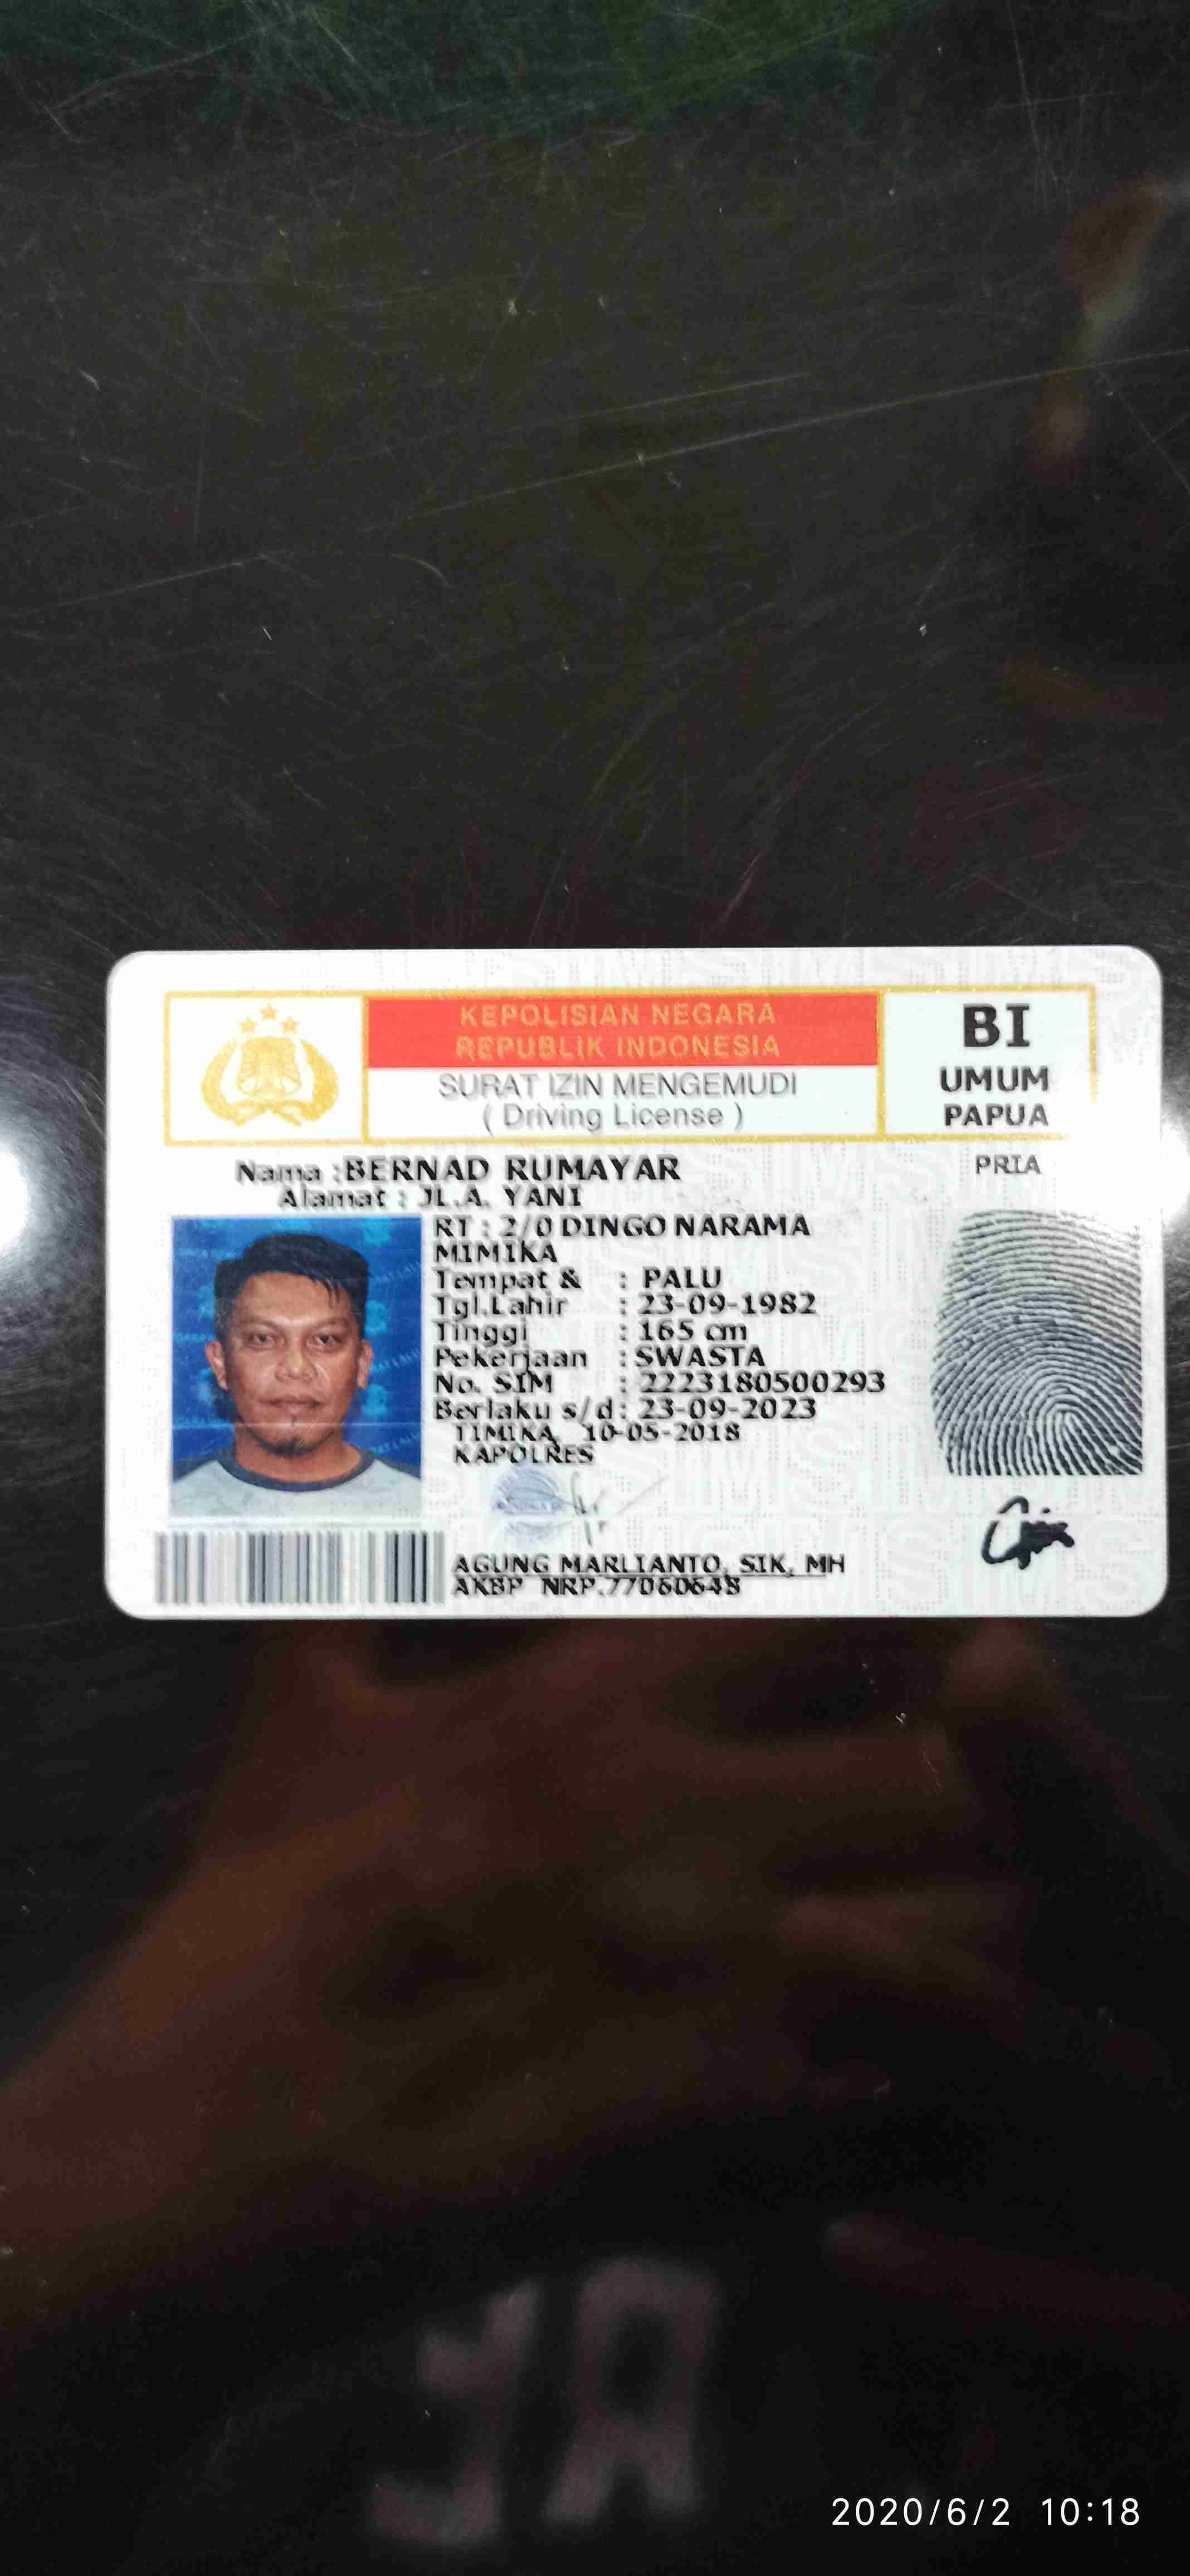 KEPOLISIAN NEGARA
REPUBLIK INDONESIA
SURAT IZIN MENGEMUDI
( Driving License )
BI
UMUM
PAPUA
PRIA
Nama : BERNAD RUMAYAR
Alamat : JL.A. YANI
RT : 2/0 DINGO NARAMA
MIMIKA
Tempat & : PALU
Tgl.Lahir : 23-09-1982
Tinggi : 165 cm
Pekerjaan : SWASTA
No. SIM : 2223180500293
Berlaku s/d : 23-09-2023
TIMIKA, 10-05-2018
KAPOLRES
AGUNG MARLIANTO, SIK, MH
AKBP NRP.77060648
2020/6/2 10:18